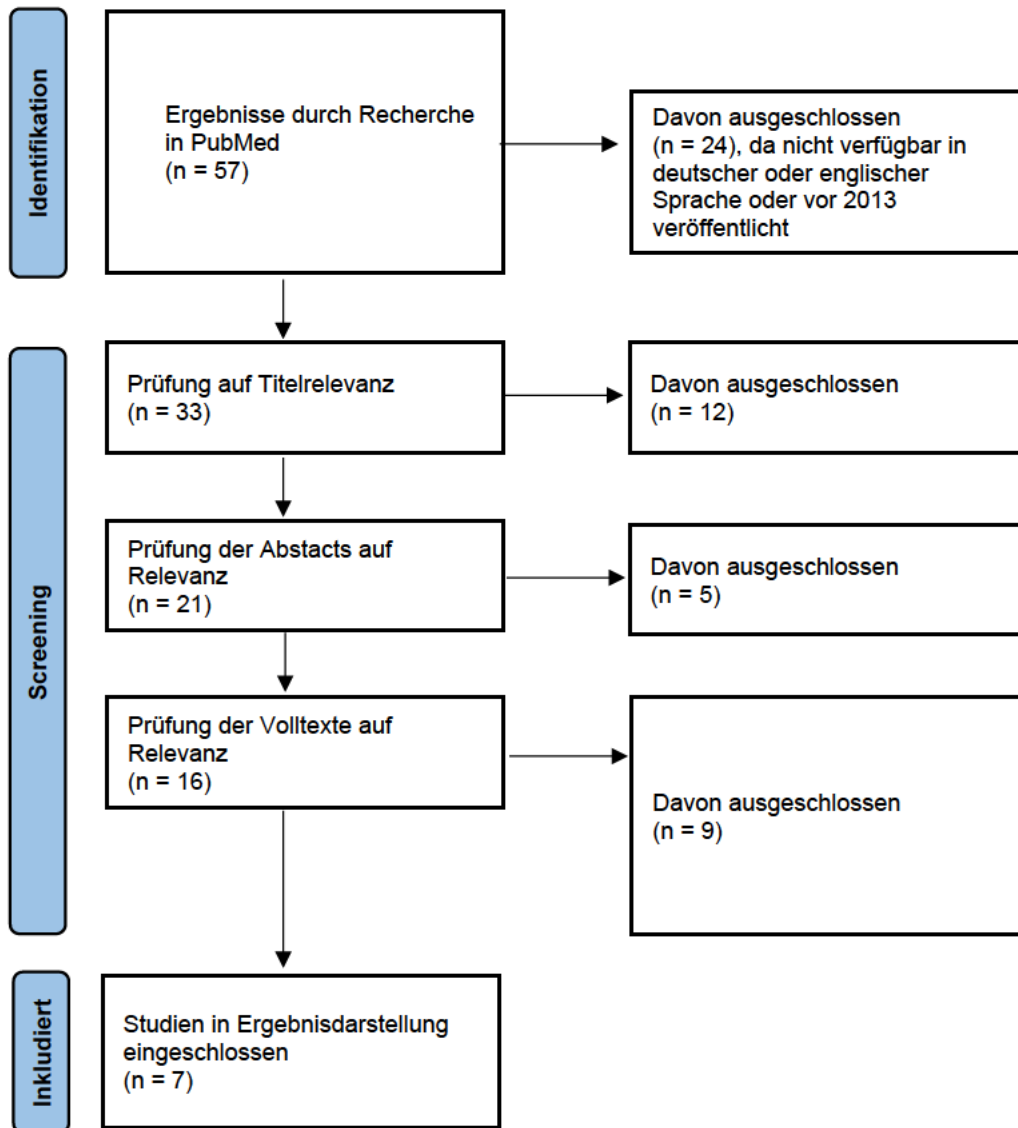 Identifikation
Ergebnisse durch Recherche
in PubMed
(n = 57)
Davon ausgeschlossen
(n = 24), da nicht verfügbar in
deutscher oder englischer
Sprache oder vor 2013
veröffentlicht
Screening
Prüfung auf Titelrelevanz
(n = 33)
Davon ausgeschlossen
(n = 12)
Prüfung der Abstacts auf
Relevanz
(n = 21)
Davon ausgeschlossen
(n = 5)
Prüfung der Volltexte auf
Relevanz
(n = 16)
Davon ausgeschlossen
(n = 9)
Inkludiert
Studien in Ergebnisdarstellung
eingeschlossen
(n = 7)